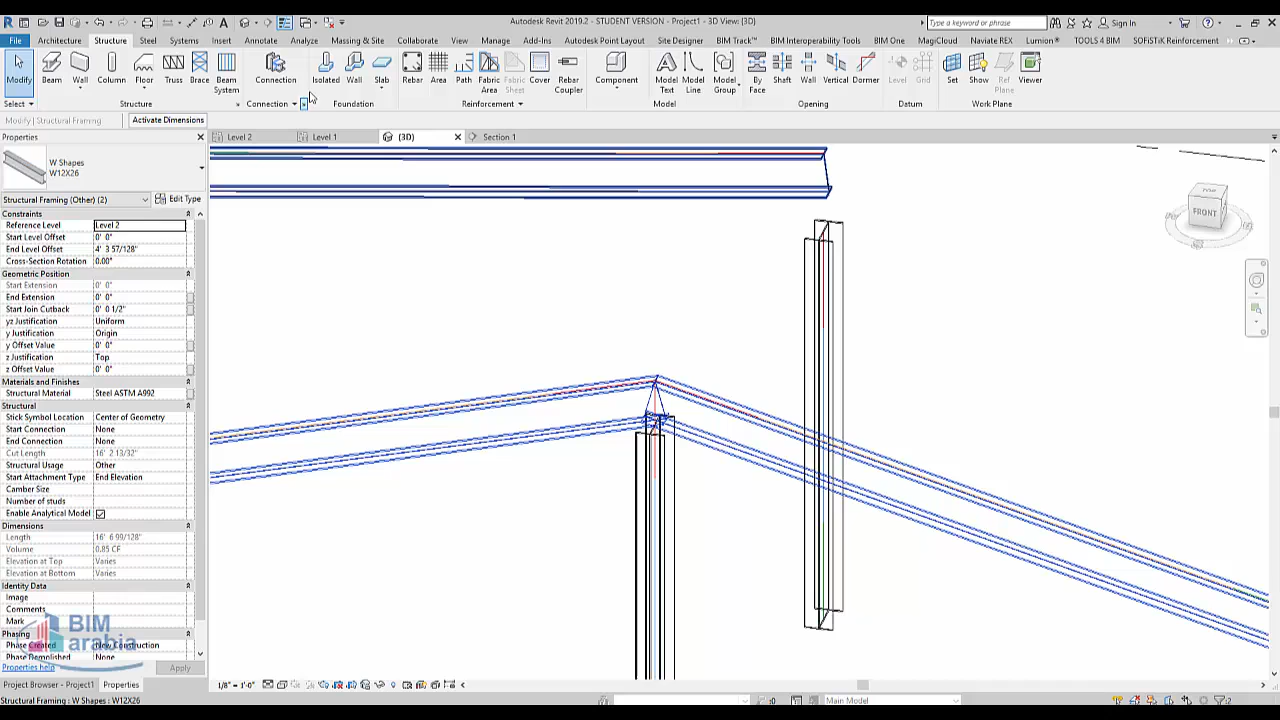 Autodesk Revit 2019.2 - STUDENT VERSION - Project1 - 3D View: {3D}
Type a keyword or phrase
Sign In
File Architecture Structure Steel Systems Insert Annotate Analyze Massing & Site Collaborate View Manage Add-Ins Autodesk Point Layout Site Designer BIM Track™ BIM Interoperability Tools BIM One MagiCloud Naviate REX Lumion® TOOLS 4 BIM SOFiSTiK Reinforcement
Modify Beam Wall Column Floor Truss Brace Beam System Connection Isolated Wall Slab Rebar Area Path Fabric Area Fabric Sheet Cover Rebar Coupler Component Model Text Model Line Model Group By Face Shaft Wall Vertical Dormer Level Grid Set Show Ref Plane Viewer
Select Structure Connection Foundation Reinforcement Model Opening Datum Work Plane
Modify | Structural Framing Activate Dimensions
Properties
Level 2 Level 1 {3D} Section 1
W Shapes
W12X26
Structural Framing (Other) (2) Edit Type
Constraints
Reference Level Level 2
Start Level Offset 0' 0"
End Level Offset 4' 3 57/128"
Cross-Section Rotation 0.00°
Geometric Position
Start Extension 0' 0"
End Extension 0' 0"
Start Join Cutback 0' 0 1/2"
yz Justification Uniform
y Justification Origin
y Offset Value 0' 0"
z Justification Top
z Offset Value 0' 0"
Materials and Finishes
Structural Material Steel ASTM A992
Structural
Stick Symbol Location Center of Geometry
Start Connection None
End Connection None
Cut Length 16' 2 13/32"
Structural Usage Other
Start Attachment Type End Elevation
Camber Size
Number of studs
Enable Analytical Model
Dimensions
Length 16' 6 99/128"
Volume 0.85 CF
Elevation at Top Varies
Elevation at Bottom Varies
Identity Data
Image
Comments
Mark
Phasing
Phase Created New Construction
Phase Demolished None
BIM
arabia
Properties help Apply
Project Browser - Project1 Properties
1/8" = 1'-0"
Structural Framing : W Shapes : W12X26
:0
Main Model
:2
TOP
FRONT